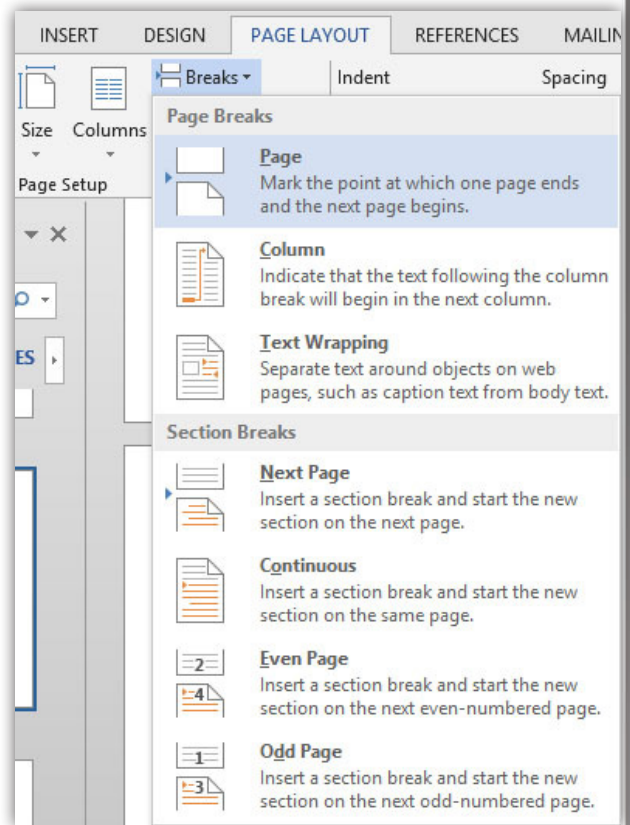 INSERT DESIGN PAGE LAYOUT REFERENCES MAILIN
Breaks Indent Spacing
Size Columns
Page Setup
Page Breaks
Page
Mark the point at which one page ends
and the next page begins.
Column
Indicate that the text following the column
break will begin in the next column.
ES
Text Wrapping
Separate text around objects on web
pages, such as caption text from body text.
Section Breaks
Next Page
Insert a section break and start the new
section on the next page.
Continuous
Insert a section break and start the new
section on the same page.
2
4
Even Page
Insert a section break and start the new
section on the next even-numbered page.
1
3
Odd Page
Insert a section break and start the new
section on the next odd-numbered page.